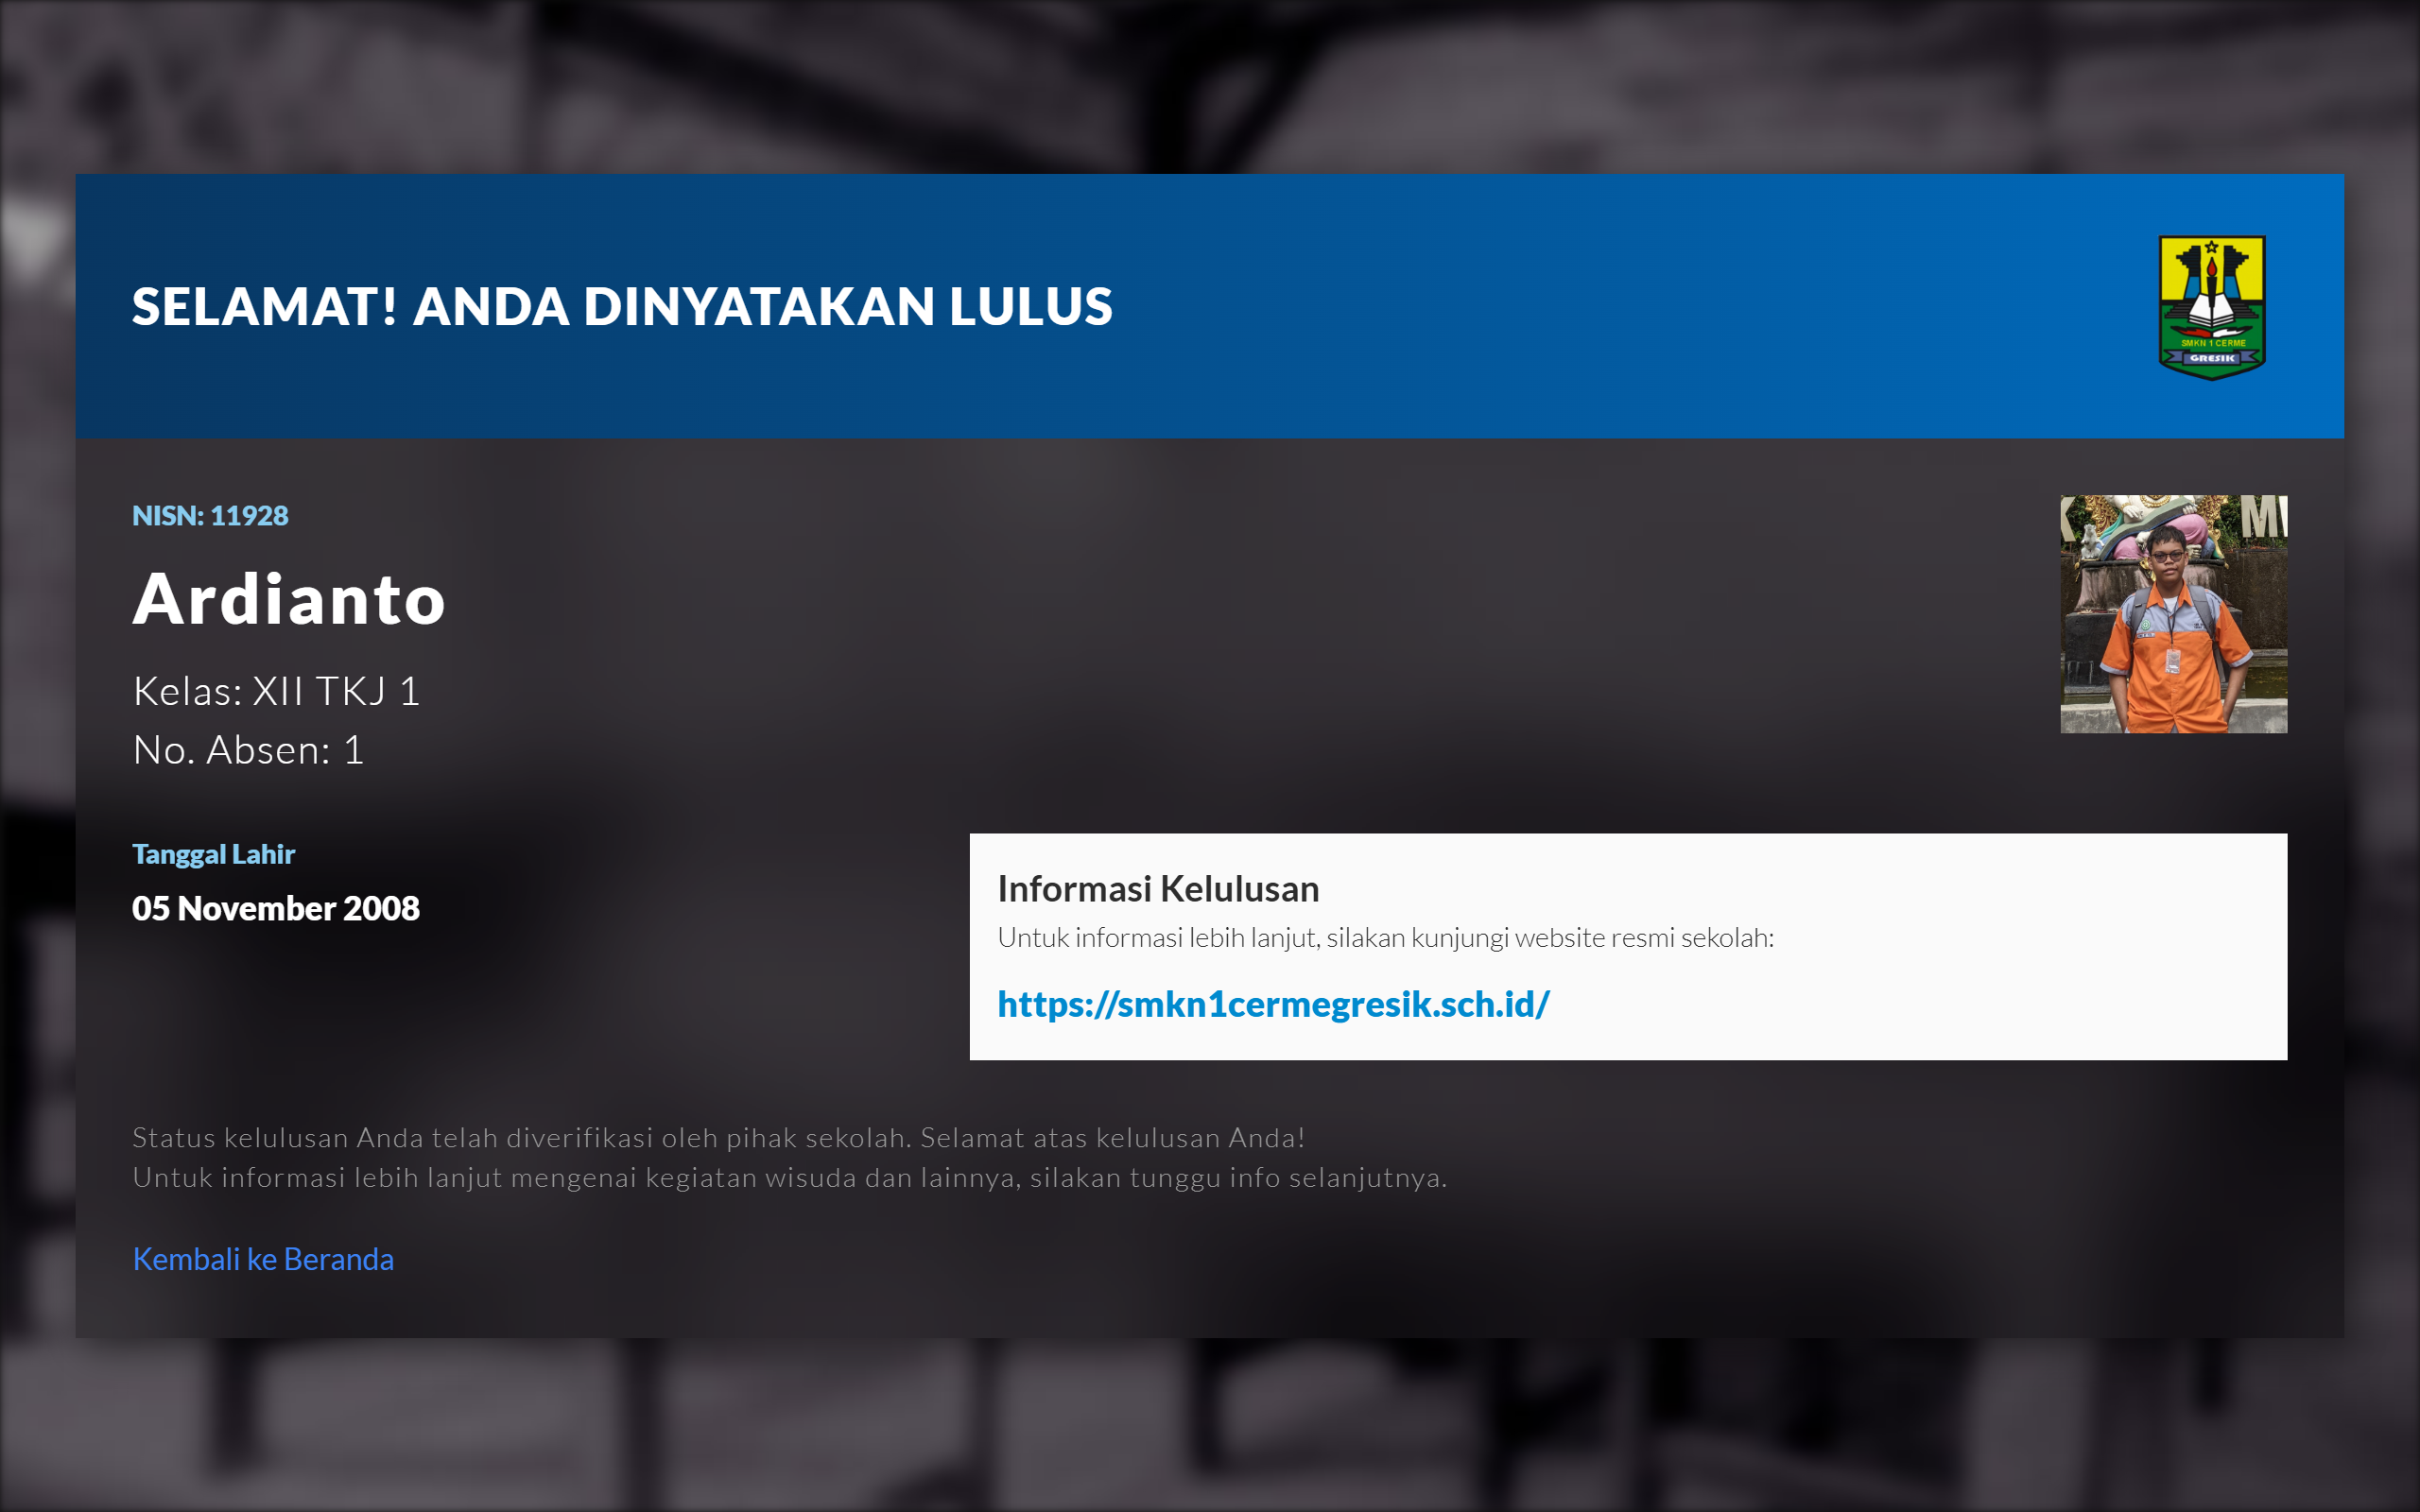 SELAMAT! ANDA DINYATAKAN LULUS
SMKN 1 CERME
GRESIK
NISN: 11928
Ardianto
Kelas: XII TKJ 1
No. Absen: 1
Tanggal Lahir
05 November 2008
Informasi Kelulusan
Untuk informasi lebih lanjut, silakan kunjungi website resmi sekolah:
https://smkn1cermegresik.sch.id/
Status kelulusan Anda telah diverifikasi oleh pihak sekolah. Selamat atas kelulusan Anda!
Untuk informasi lebih lanjut mengenai kegiatan wisuda dan lainnya, silakan tunggu info selanjutnya.
Kembali ke Beranda